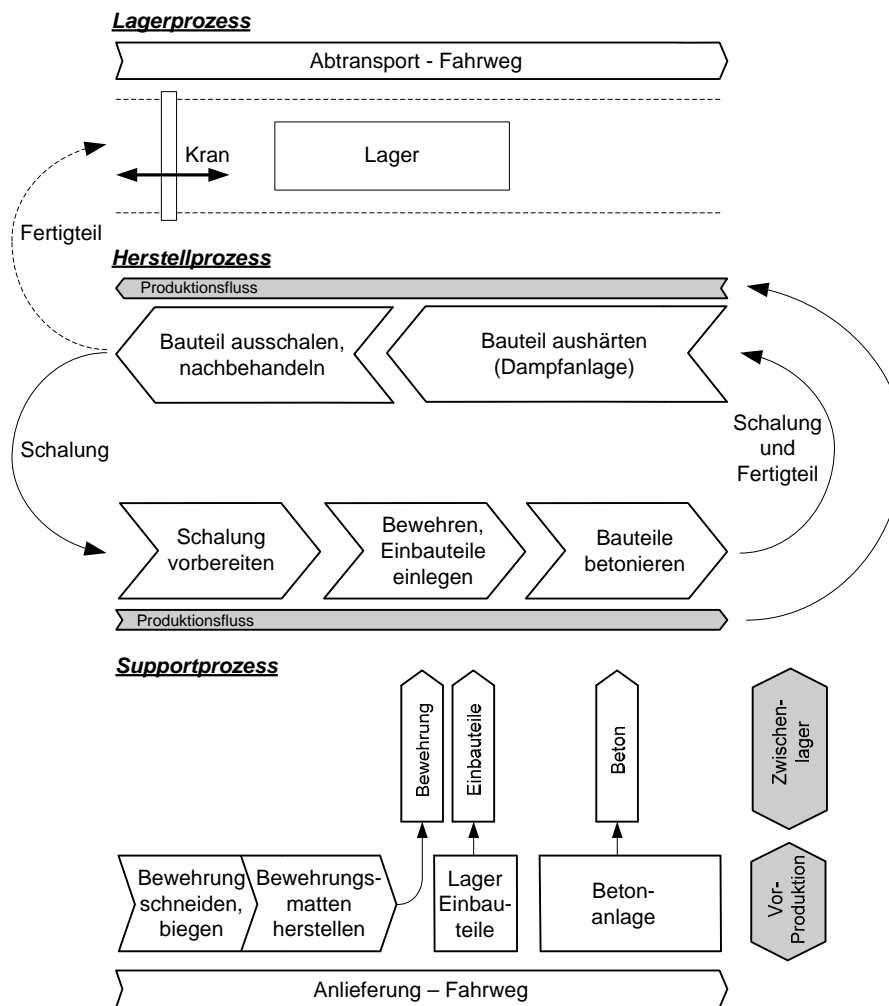 Lagerprozess
Abtransport - Fahrweg
Kran
Lager
Fertigteil
Herstellprozess
Produktionsfluss
Bauteil ausschalen,
nachbehandeln
Bauteil aushärten
(Dampfanlage)
Schalung
Schalung
und
Fertigteil
Schalung
vorbereiten
Bewehren,
Einbauteile
einlegen
Bauteile
betonieren
Produktionsfluss
Supportprozess
Bewehrung
Einbauteile
Beton
Zwischen-
lager
Bewehrung
schneiden,
biegen
Bewehrungs-
matten
herstellen
Lager
Einbau-
teile
Beton-
anlage
Vor-
Produktion
Anlieferung – Fahrweg